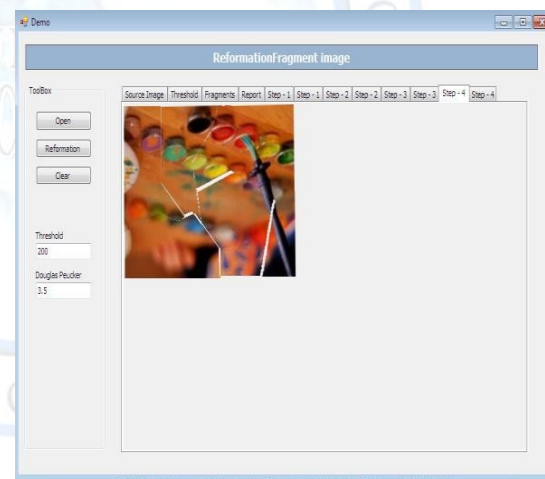 Demo
ReformationFragment image
ToolBox
Source Image Threshold Fragments Report Step - 1 Step - 1 Step - 2 Step - 2 Step - 3 Step - 3 Step - 4 Step - 4
Open
Reformation
Clear
Threshold
200
Douglas Peucker
3.5